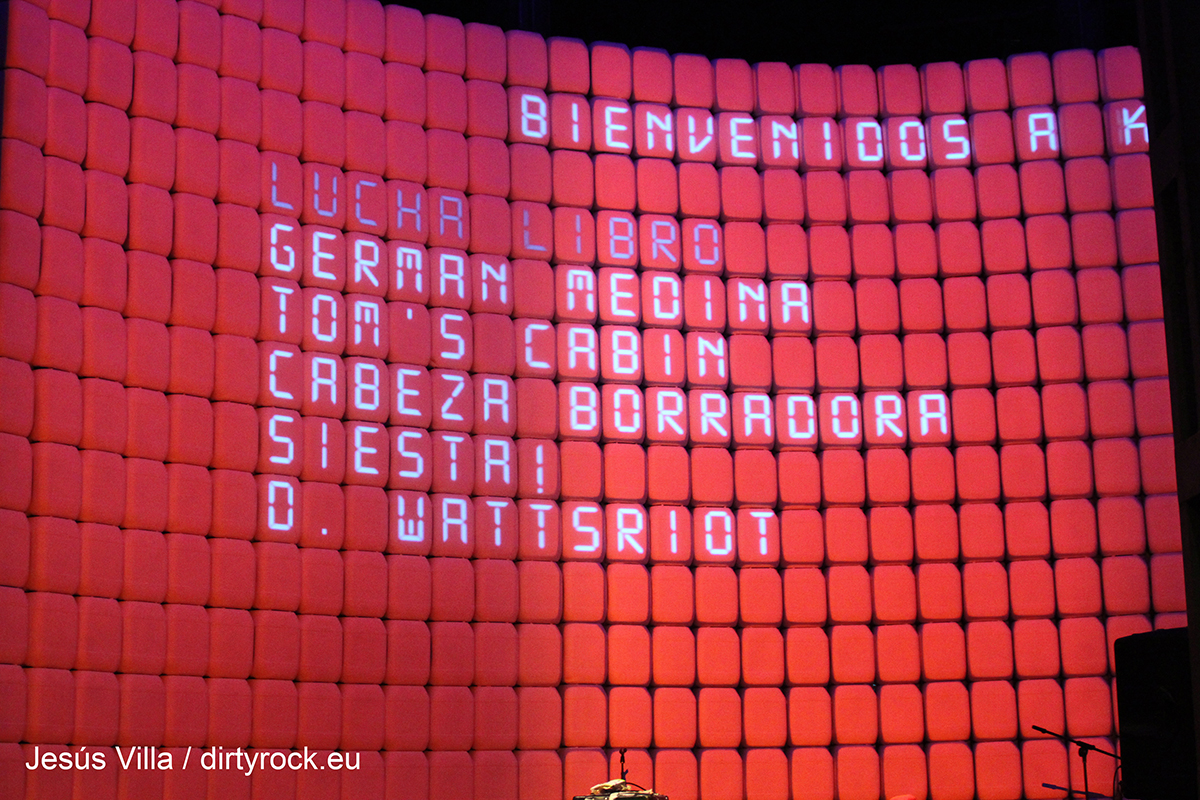 BIENVENIDOS A K
LUCHA LIBRO
GERMAN MEDINA
TOM'S CABIN
CABEZA BORRADORA
SIESTA!
D. WATTSRIOT
Jesús Villa / dirtyrock.eu